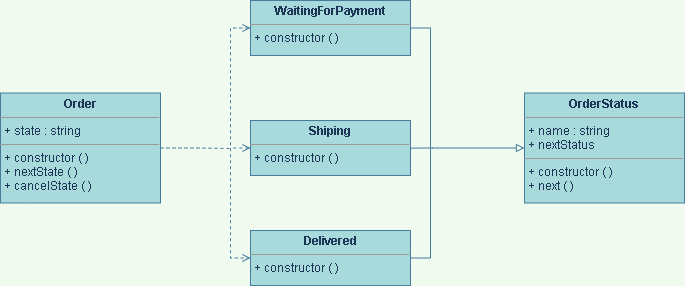 WaitingForPayment
+ constructor ( )
Order
+ state : string
+ constructor ( )
+ nextState ( )
+ cancelState ( )
Shiping
+ constructor ( )
OrderStatus
+ name : string
+ nextStatus
+ constructor ( )
+ next ( )
Delivered
+ constructor ( )